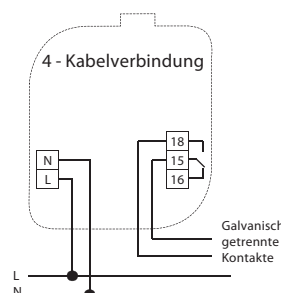 4 - Kabelverbindung
18
N
15
L
16
Galvanisch
getrennte
Kontakte
L
N